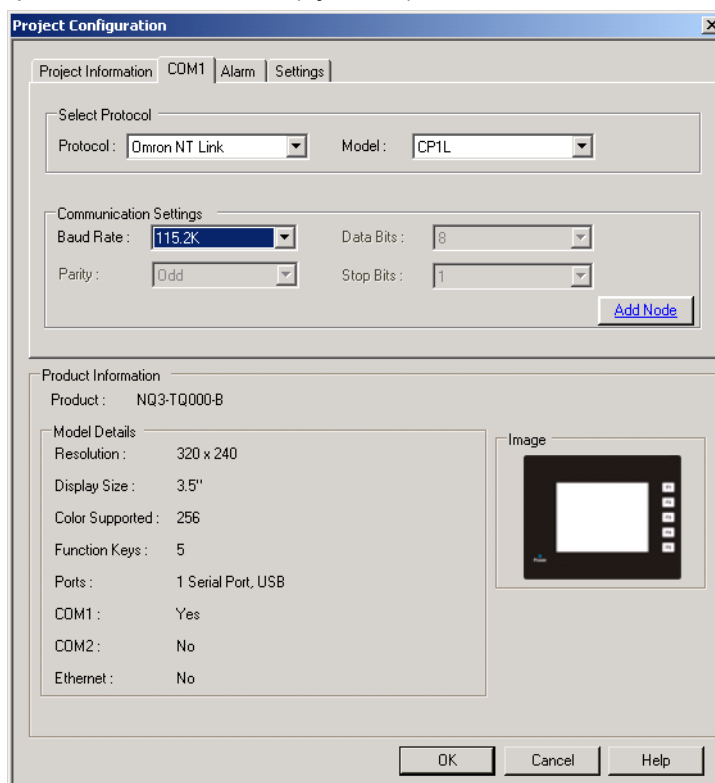 Project Configuration
Project Information COM1 Alarm Settings
Select Protocol
Protocol : Omron NT Link Model : CP1L
Communication Settings
Baud Rate : 115.2K Data Bits : 8
Parity : Odd Stop Bits : 1
Add Node
Product Information
Product : NQ3-TQ000-B
Model Details
Image
Resolution : 320 x 240
Display Size : 3.5''
Color Supported : 256
Function Keys : 5
Ports : 1 Serial Port, USB
COM1 : Yes
COM2 : No
Ethernet : No
Power
OK Cancel Help